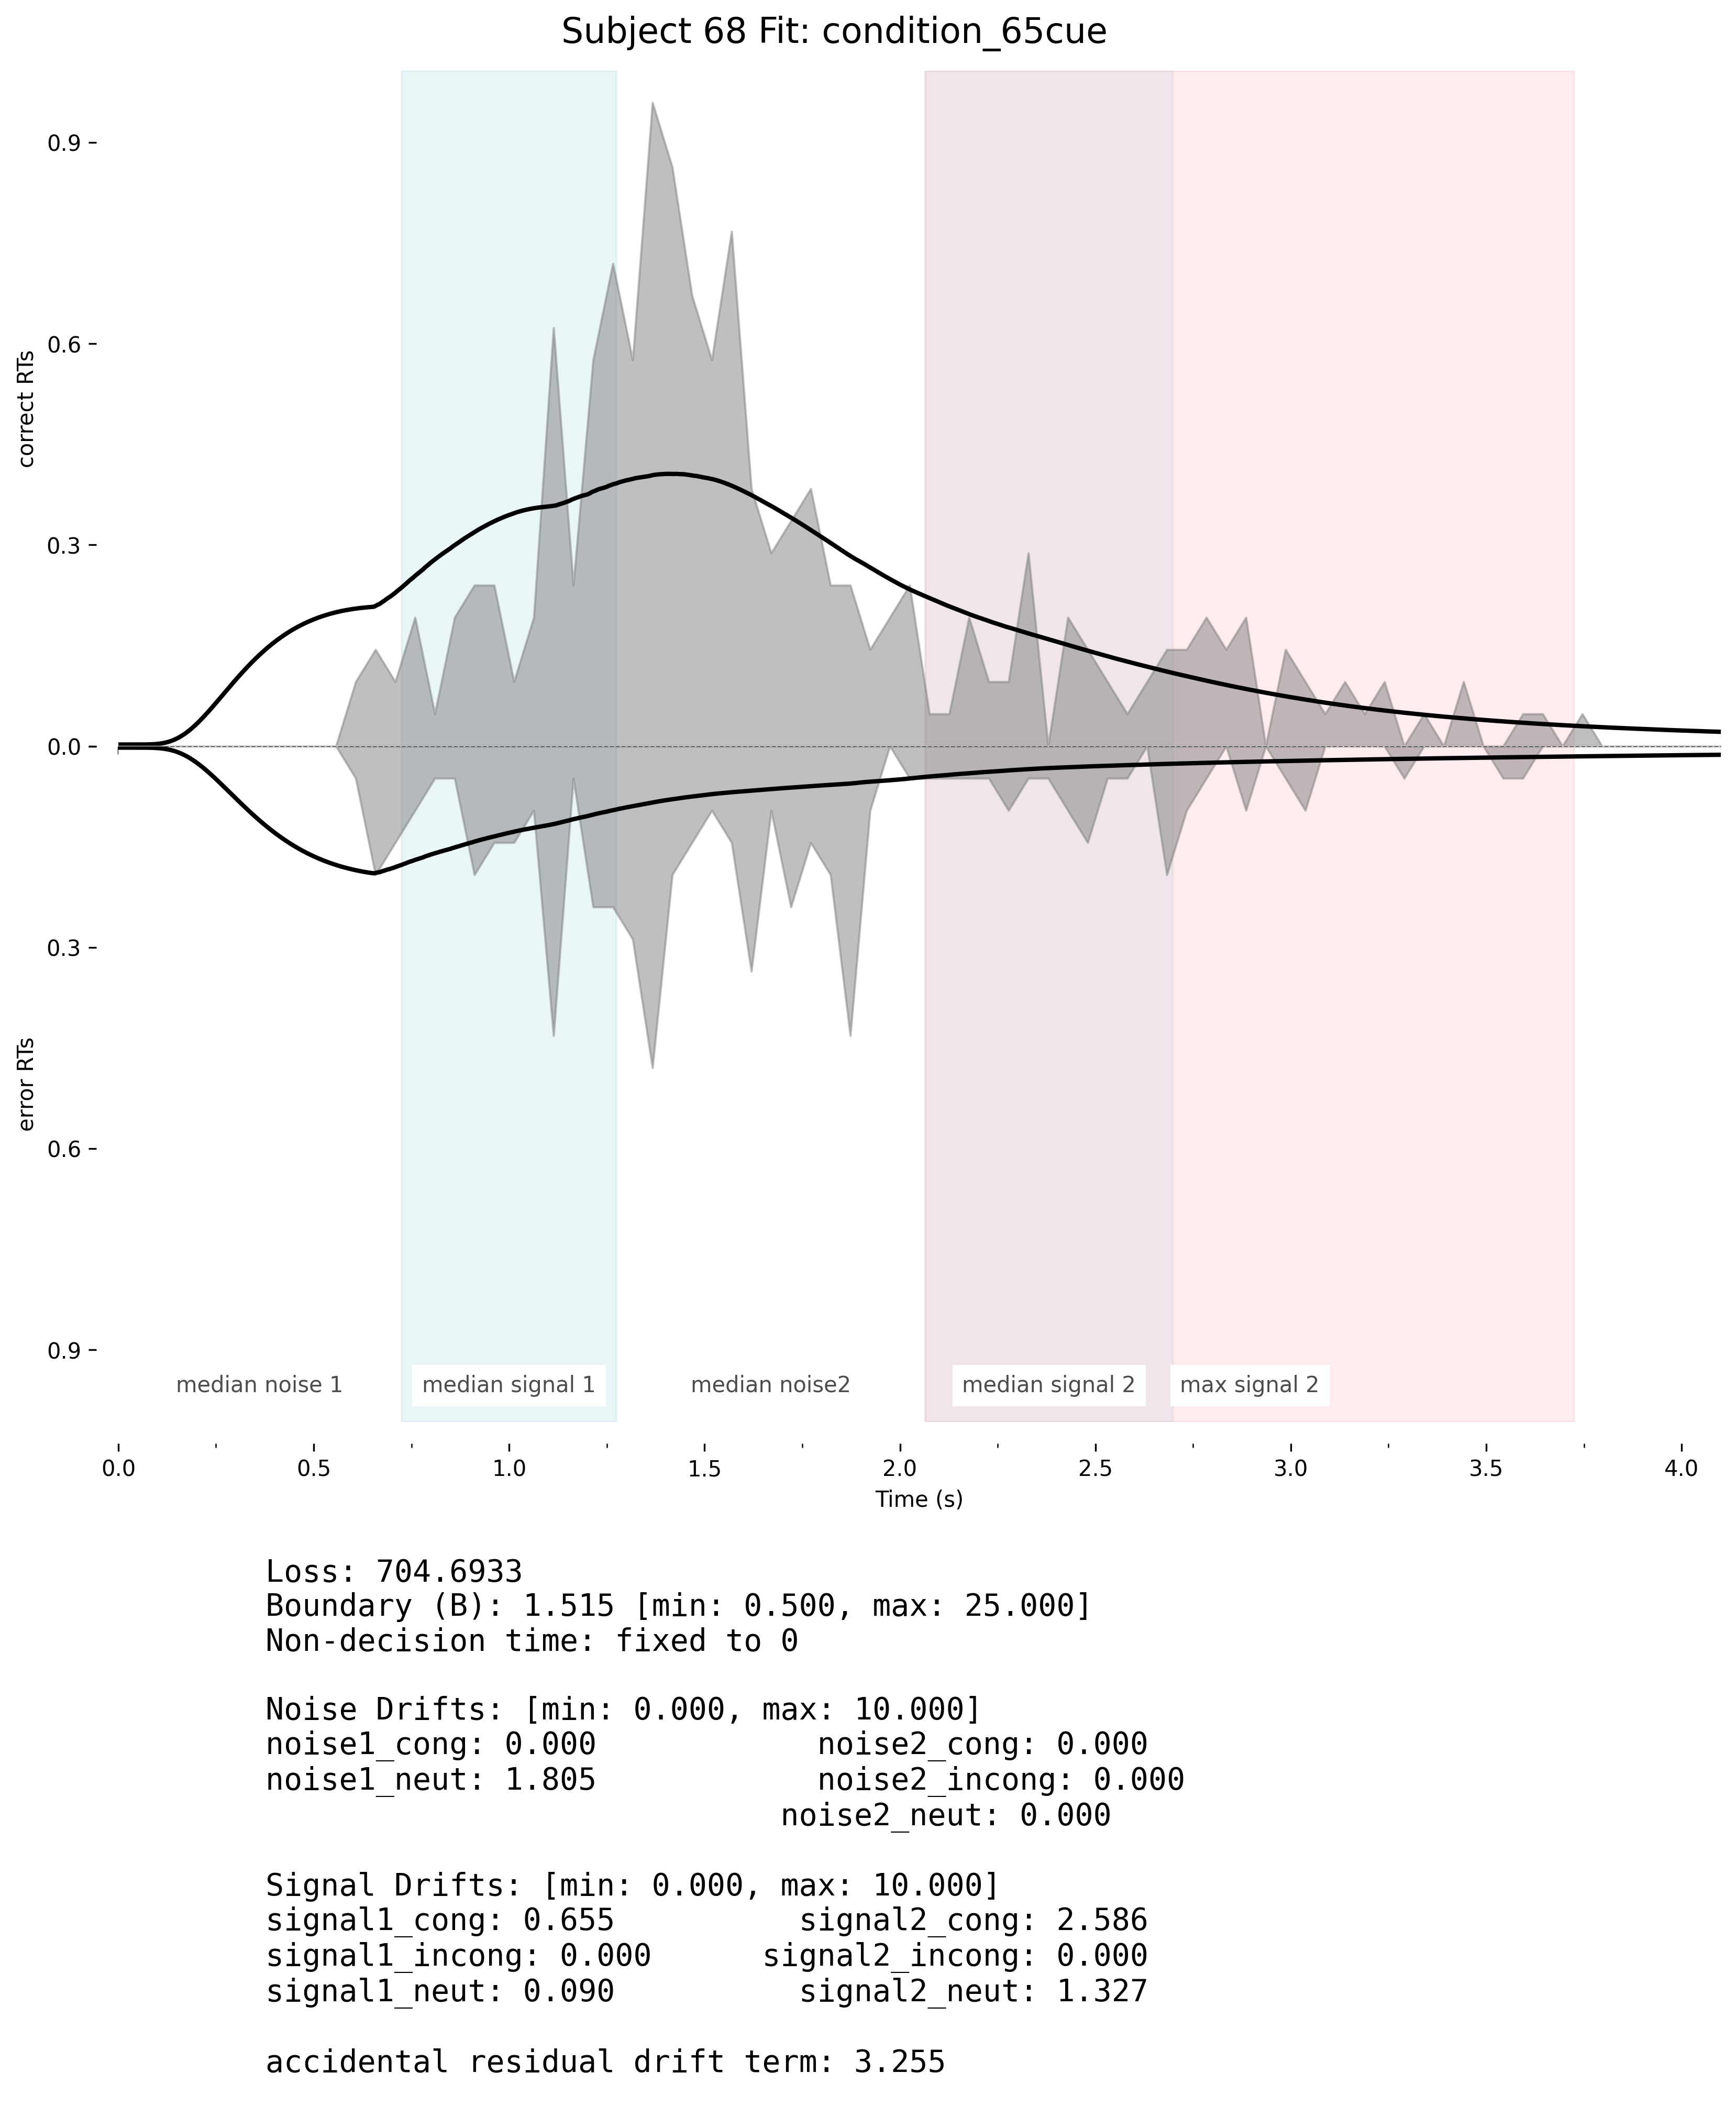 Subject 68 Fit: condition_65cue
0.9
0.6
correct RTs
0.3
0.0
0.3
error RTs
0.6
0.9
median noise 1
median signal 1
median noise2
median signal 2
max signal 2
0.0 0.5 1.0 1.5 2.0 2.5 3.0 3.5 4.0
Time (s)
Loss: 704.6933
Boundary (B): 1.515 [min: 0.500, max: 25.000]
Non-decision time: fixed to 0
Noise Drifts: [min: 0.000, max: 10.000]
noise1_cong: 0.000 noise2_cong: 0.000
noise1_neut: 1.805 noise2_incong: 0.000
noise2_neut: 0.000
Signal Drifts: [min: 0.000, max: 10.000]
signal1_cong: 0.655 signal2_cong: 2.586
signal1_incong: 0.000 signal2_incong: 0.000
signal1_neut: 0.090 signal2_neut: 1.327
accidental residual drift term: 3.255